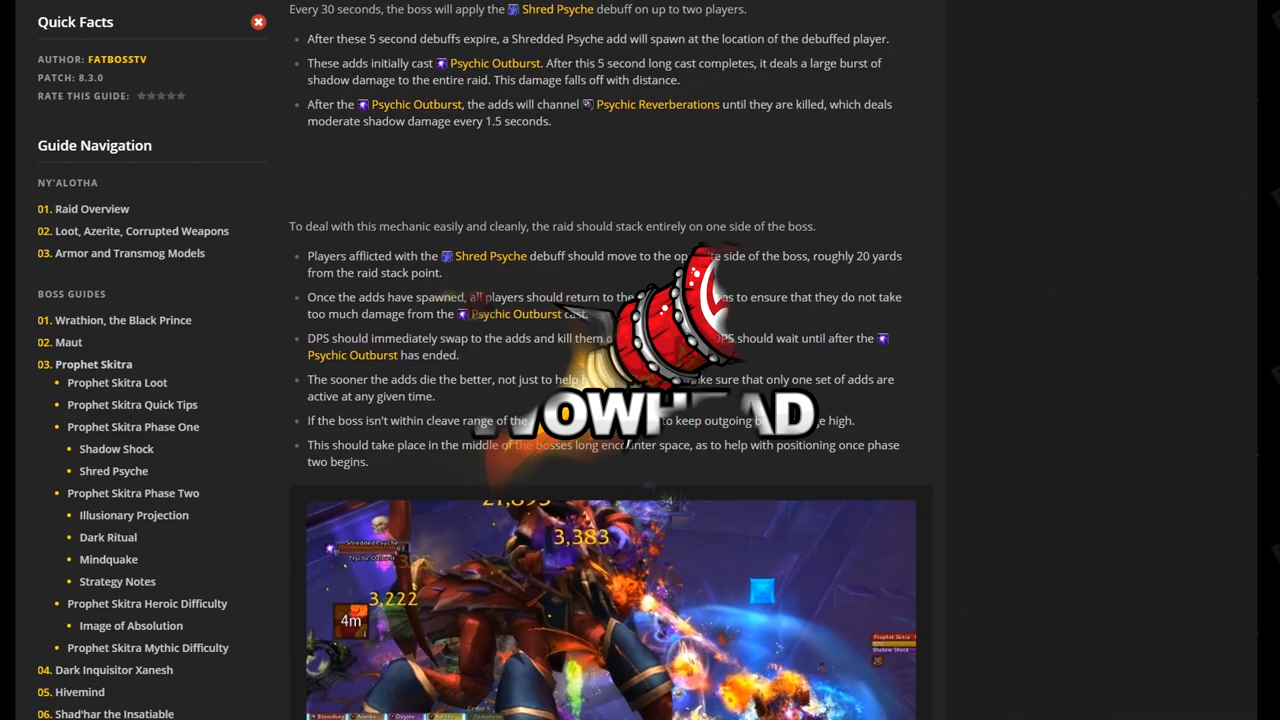 Quick Facts
AUTHOR: FATBOSSTV
PATCH: 8.3.0
RATE THIS GUIDE:
Guide Navigation
NY'ALOTHA
01. Raid Overview
02. Loot, Azerite, Corrupted Weapons
03. Armor and Transmog Models
BOSS GUIDES
01. Wrathion, the Black Prince
02. Maut
03. Prophet Skitra
Prophet Skitra Loot
Prophet Skitra Quick Tips
Prophet Skitra Phase One
Shadow Shock
Shred Psyche
Prophet Skitra Phase Two
Illusionary Projection
Dark Ritual
Mindquake
Strategy Notes
Prophet Skitra Heroic Difficulty
Image of Absolution
Prophet Skitra Mythic Difficulty
04. Dark Inquisitor Xanesh
05. Hivemind
06. Shad'har the Insatiable
Every 30 seconds, the boss will apply the Shred Psyche debuff on up to two players.
After these 5 second debuffs expire, a Shredded Psyche add will spawn at the location of the debuffed player.
These adds initially cast Psychic Outburst. After this 5 second long cast completes, it deals a large burst of
shadow damage to the entire raid. This damage falls off with distance.
After the Psychic Outburst, the adds will channel Psychic Reverberations until they are killed, which deals
moderate shadow damage every 1.5 seconds.
To deal with this mechanic easily and cleanly, the raid should stack entirely on one side of the boss.
Players afflicted with the Shred Psyche debuff should move to the side of the boss, roughly 20 yards
from the raid stack point.
Once the adds have spawned, all players should return to the as to ensure that they do not take
too much damage from the Psychic Outburst cast.
DPS should immediately swap to the adds and kill them DPS should wait until after the
Psychic Outburst has ended.
The sooner the adds die the better, not just to help make sure that only one set of adds are
active at any given time.
If the boss isn't within cleave range of the to keep outgoing high.
This should take place in the middle of the bosses long encounter space, as to help with positioning once phase
two begins.
WOWHEAD
21,893
3,383
3,222
4m
Shredded Psyche
Prophet Skitra
Shadow Shock